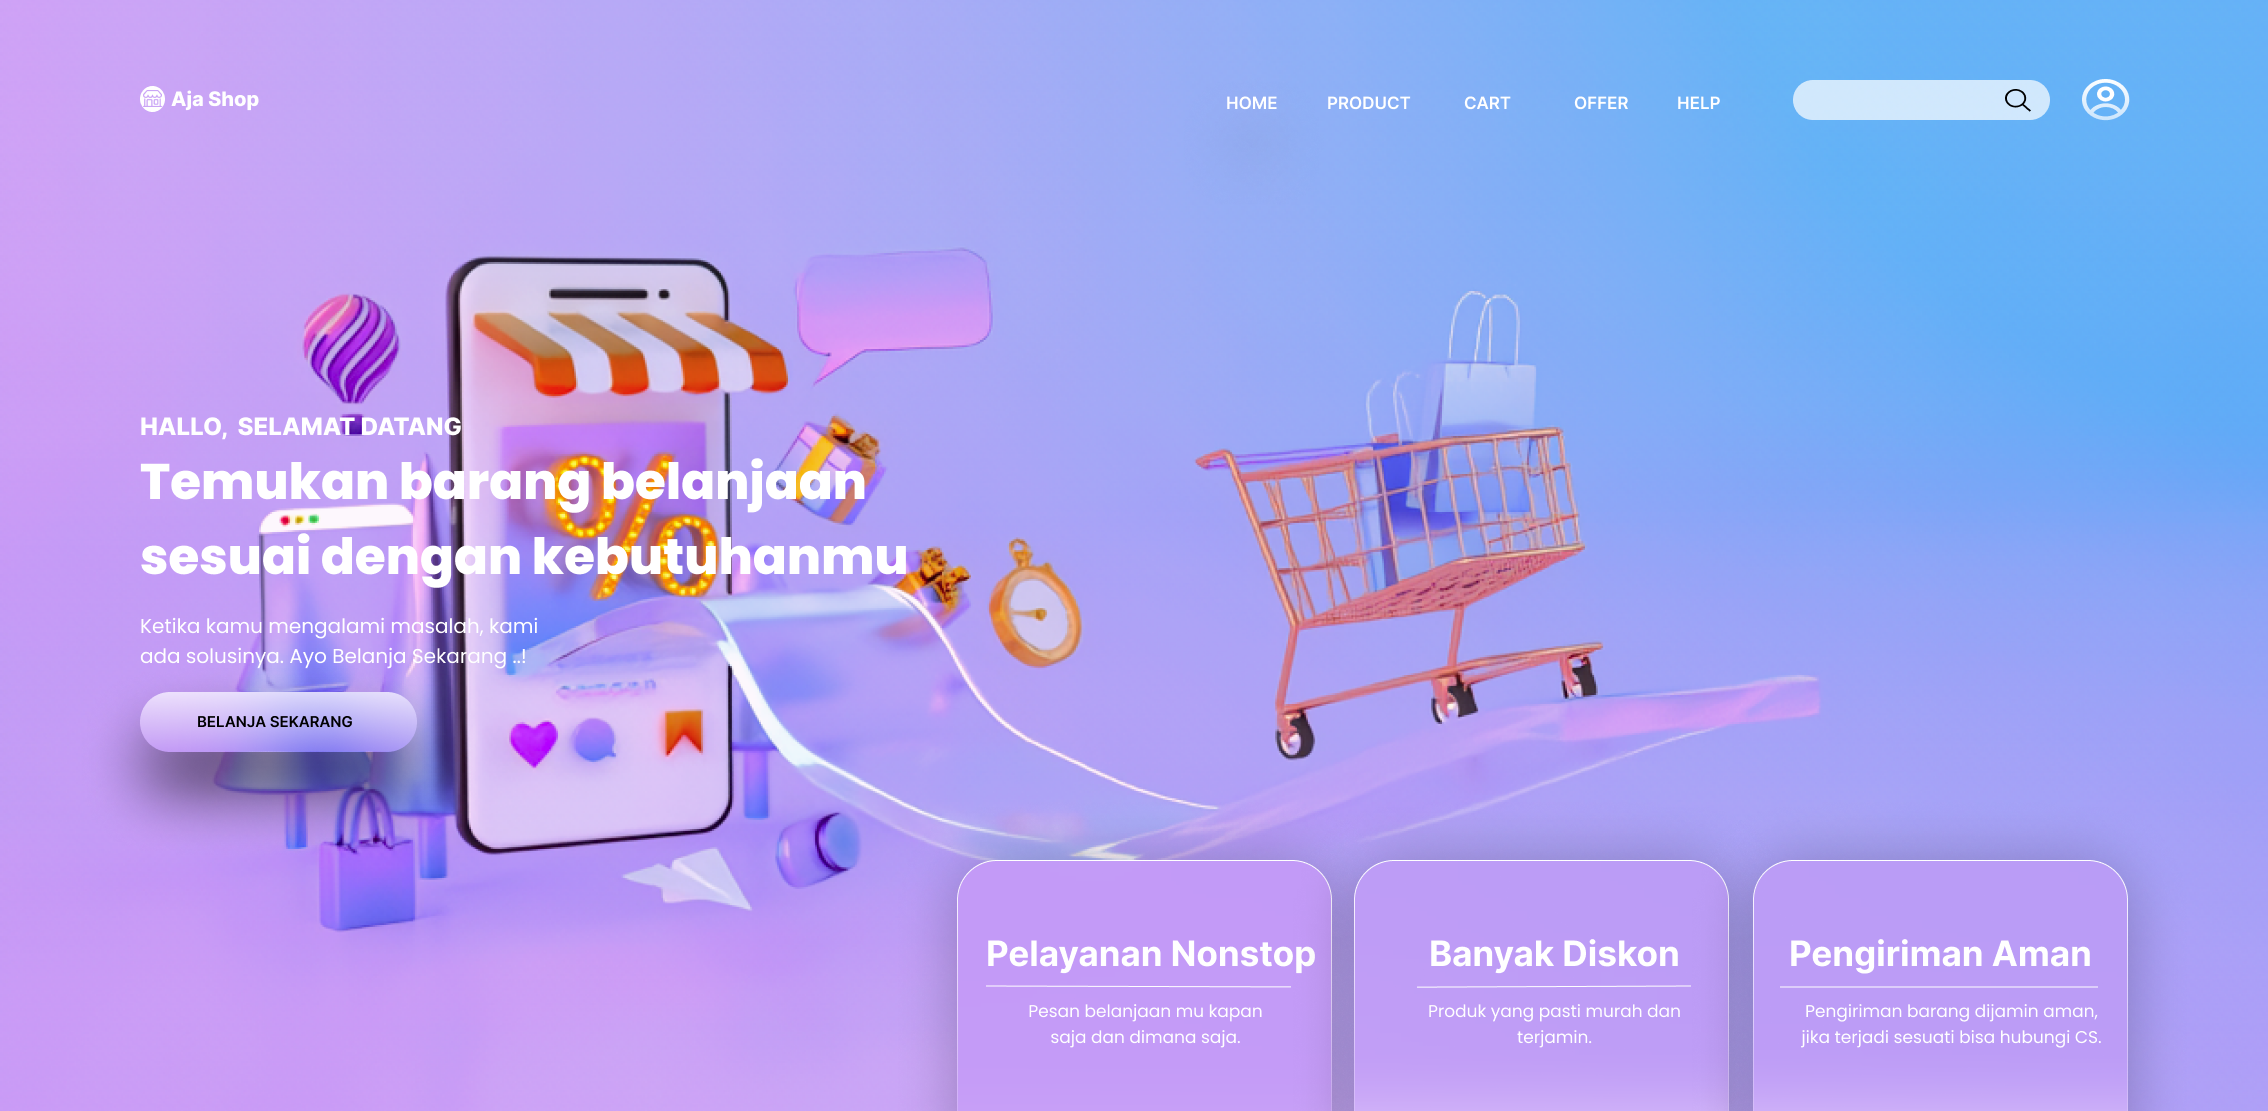 Aja Shop
HOME
PRODUCT
CART
OFFER
HELP
HALLO, SELAMAT DATANG
Temukan barang belanjaan
sesuai dengan kebutuhanmu
Ketika kamu mengalami masalah, kami
ada solusinya. Ayo Belanja Sekarang ..!
BELANJA SEKARANG
%
Pelayanan Nonstop
Pesan belanjaan mu kapan
saja dan dimana saja.
Banyak Diskon
Produk yang pasti murah dan
terjamin.
Pengiriman Aman
Pengiriman barang dijamin aman,
jika terjadi sesuati bisa hubungi CS.